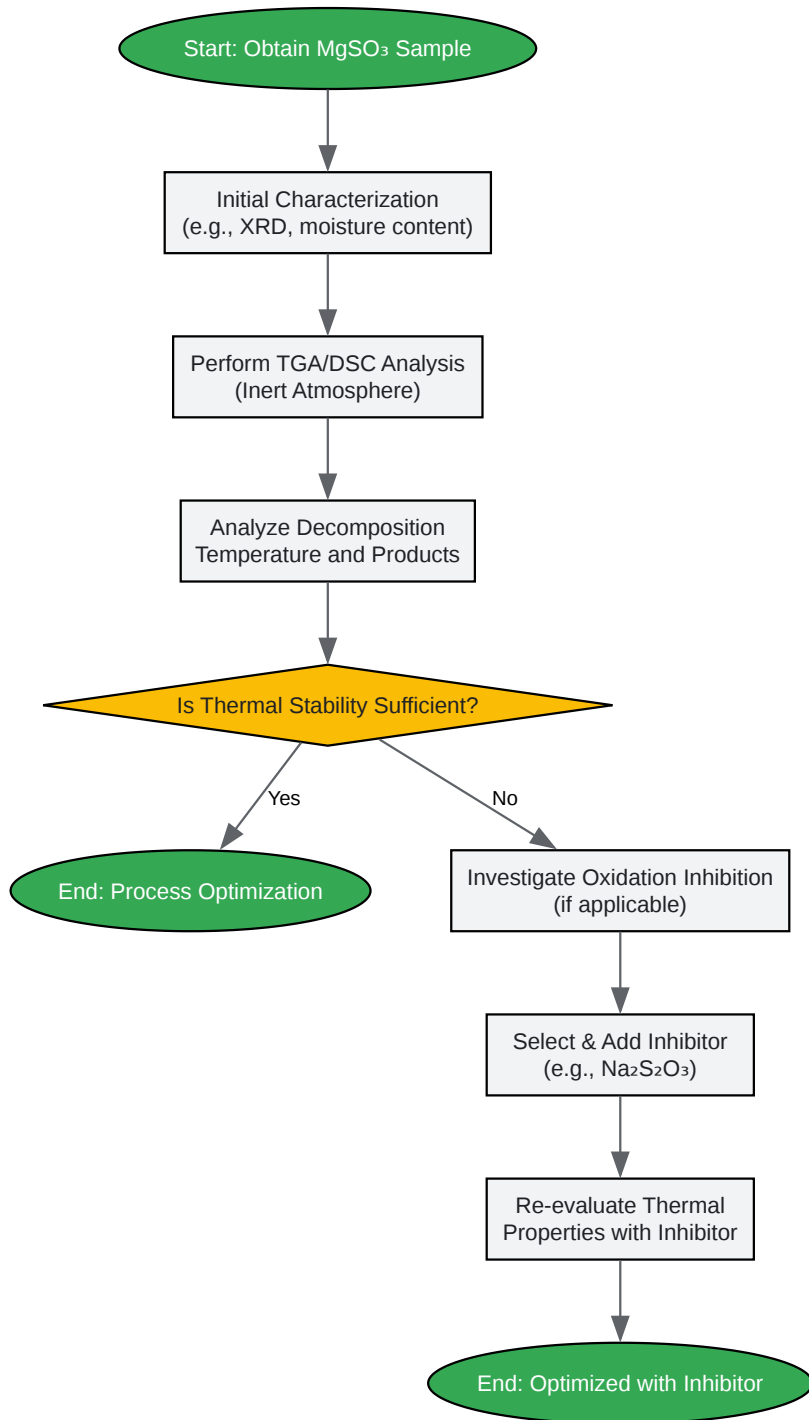 Start: Obtain MgSO₃ Sample
Initial Characterization
(e.g., XRD, moisture content)
Perform TGA/DSC Analysis
(Inert Atmosphere)
Analyze Decomposition
Temperature and Products
Is Thermal Stability Sufficient?
Yes
No
End: Process Optimization
Investigate Oxidation Inhibition
(if applicable)
Select & Add Inhibitor
(e.g., Na₂S₂O₃)
Re-evaluate Thermal
Properties with Inhibitor
End: Optimized with Inhibitor